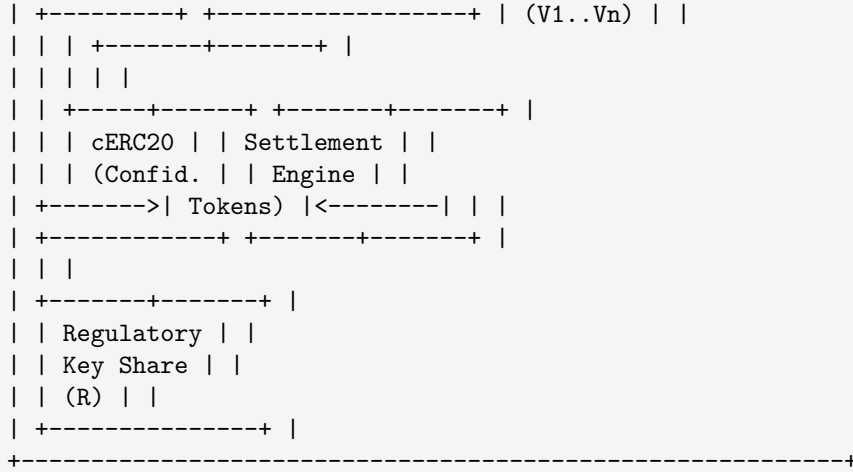 | +---------+ +------------------+ | (V1..Vn) | |
| | | +-------+-------+ |
| | | | |
| | +-----+------+ +-------+-------+ |
| | | cERC20 | | Settlement | |
| | | (Confid. | | Engine | |
| +------->| Tokens) |<--------| | |
| +------------+ +-------+-------+ |
| | |
| +-------+-------+ |
| | Regulatory | |
| | Key Share | |
| | (R) | |
| +---------------+ |
+-----------------------------------------------------------+